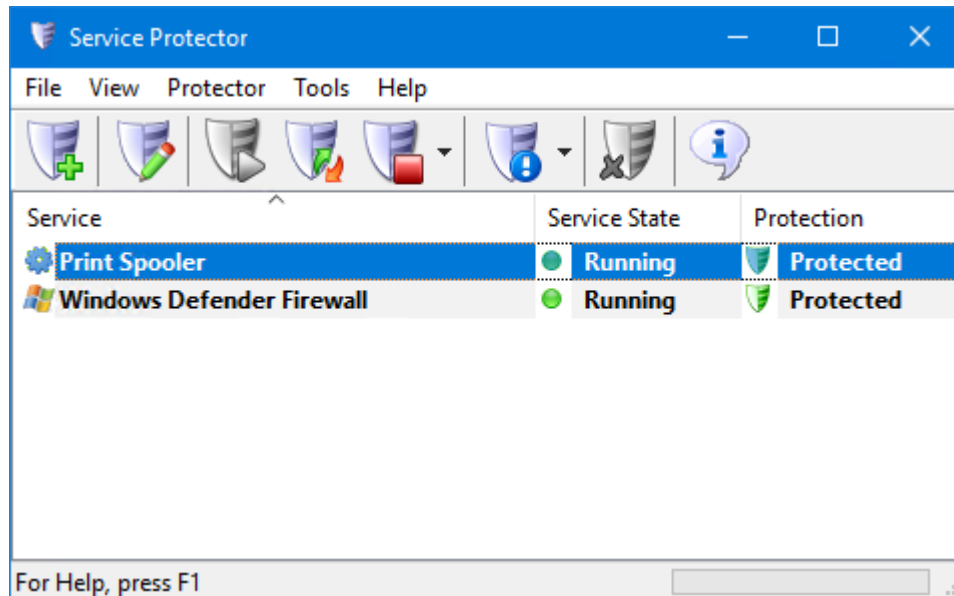 Service Protector
File View Protector Tools Help
Service Service State Protection
Print Spooler Running Protected
Windows Defender Firewall Running Protected
For Help, press F1